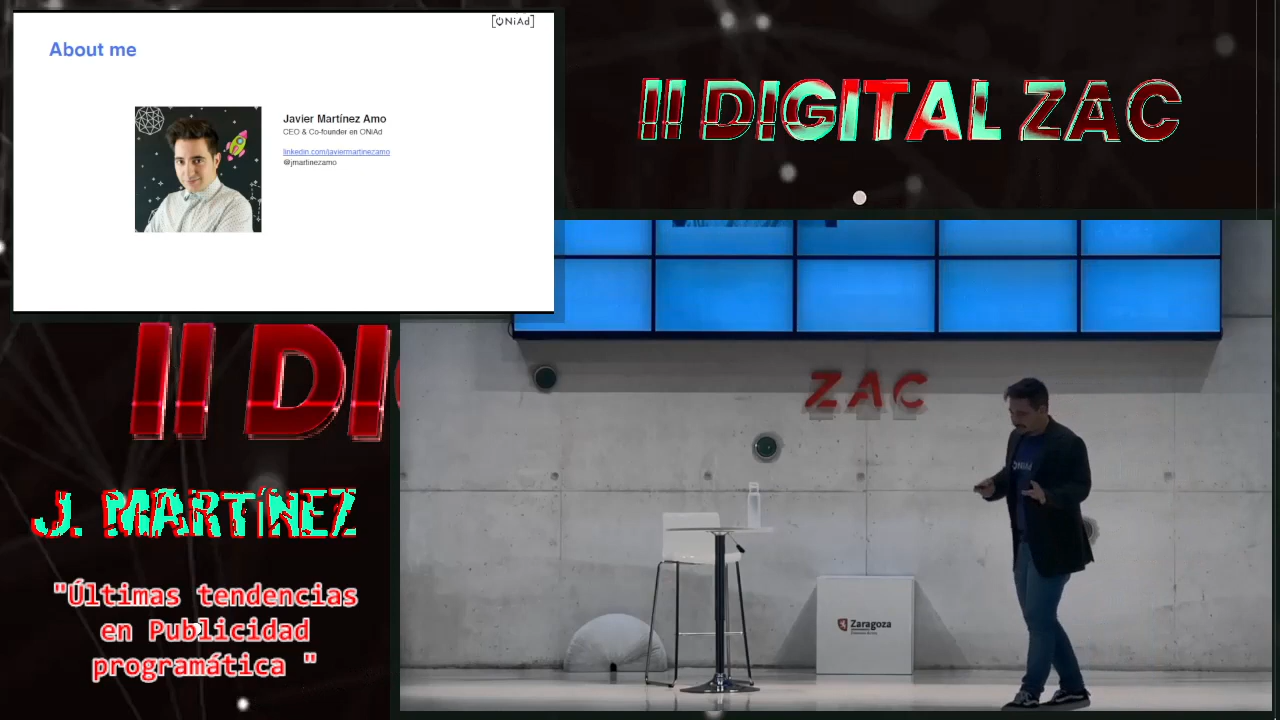 [ONiAd]
About me
Javier Martínez Amo
CEO & Co-founder en ONiAd
linkedin.com/javiermartinezamo
@jmartinezamo
II DIGITAL ZAC
II DI
J. MARTÍNEZ
"Últimas tendencias
en Publicidad
programática "
ZAC
ONiAd
Zaragoza